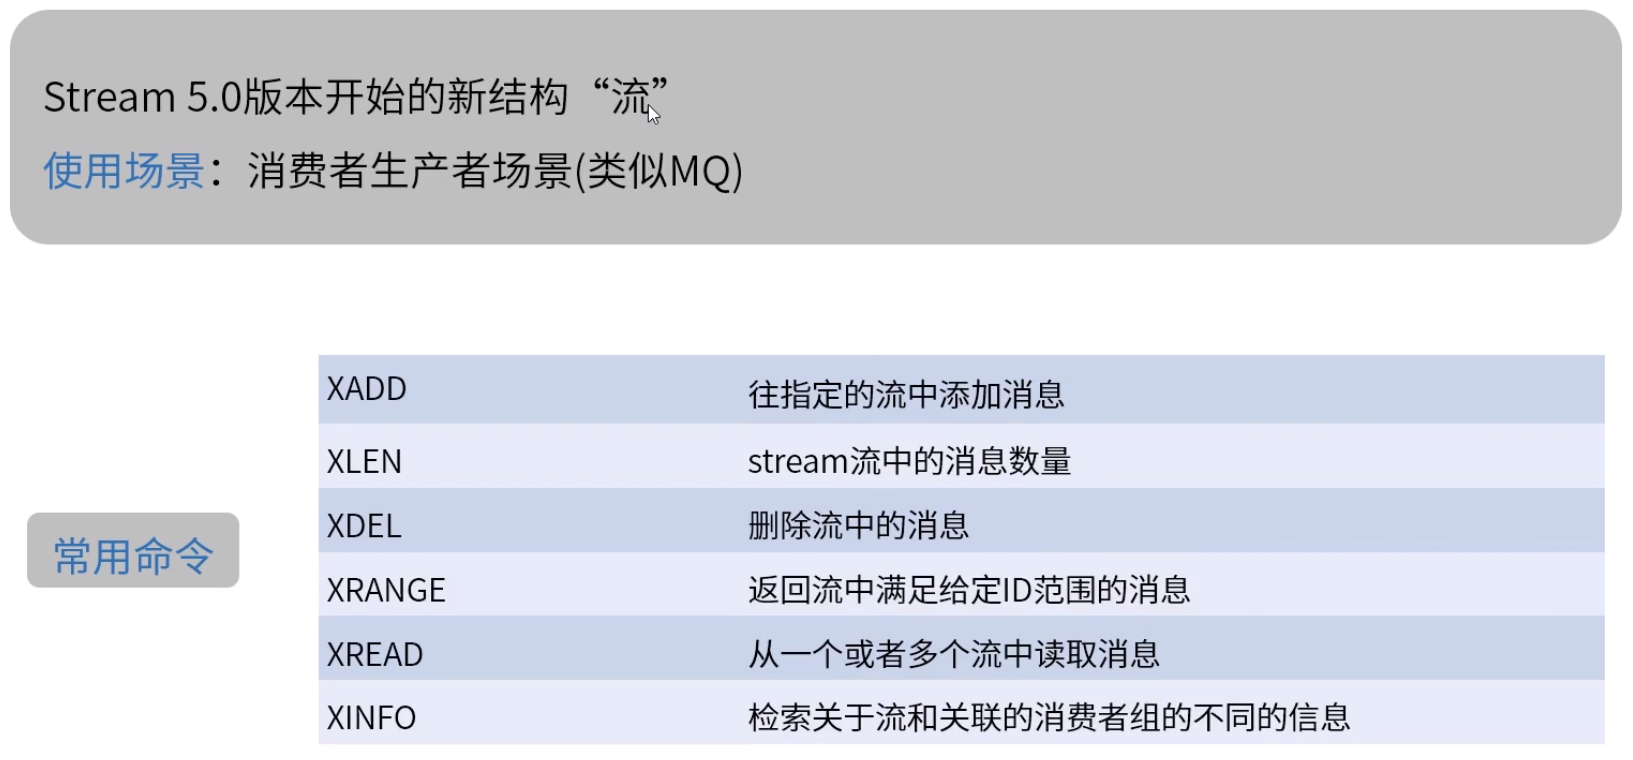 Stream 5.0版本开始的新结构“流”
使用场景：消费者生产者场景(类似MQ)
常用命令
XADD 往指定的流中添加消息
XLEN stream流中的消息数量
XDEL 删除流中的消息
XRANGE 返回流中满足给定ID范围的消息
XREAD 从一个或者多个流中读取消息
XINFO 检索关于流和关联的消费者组的不同的信息